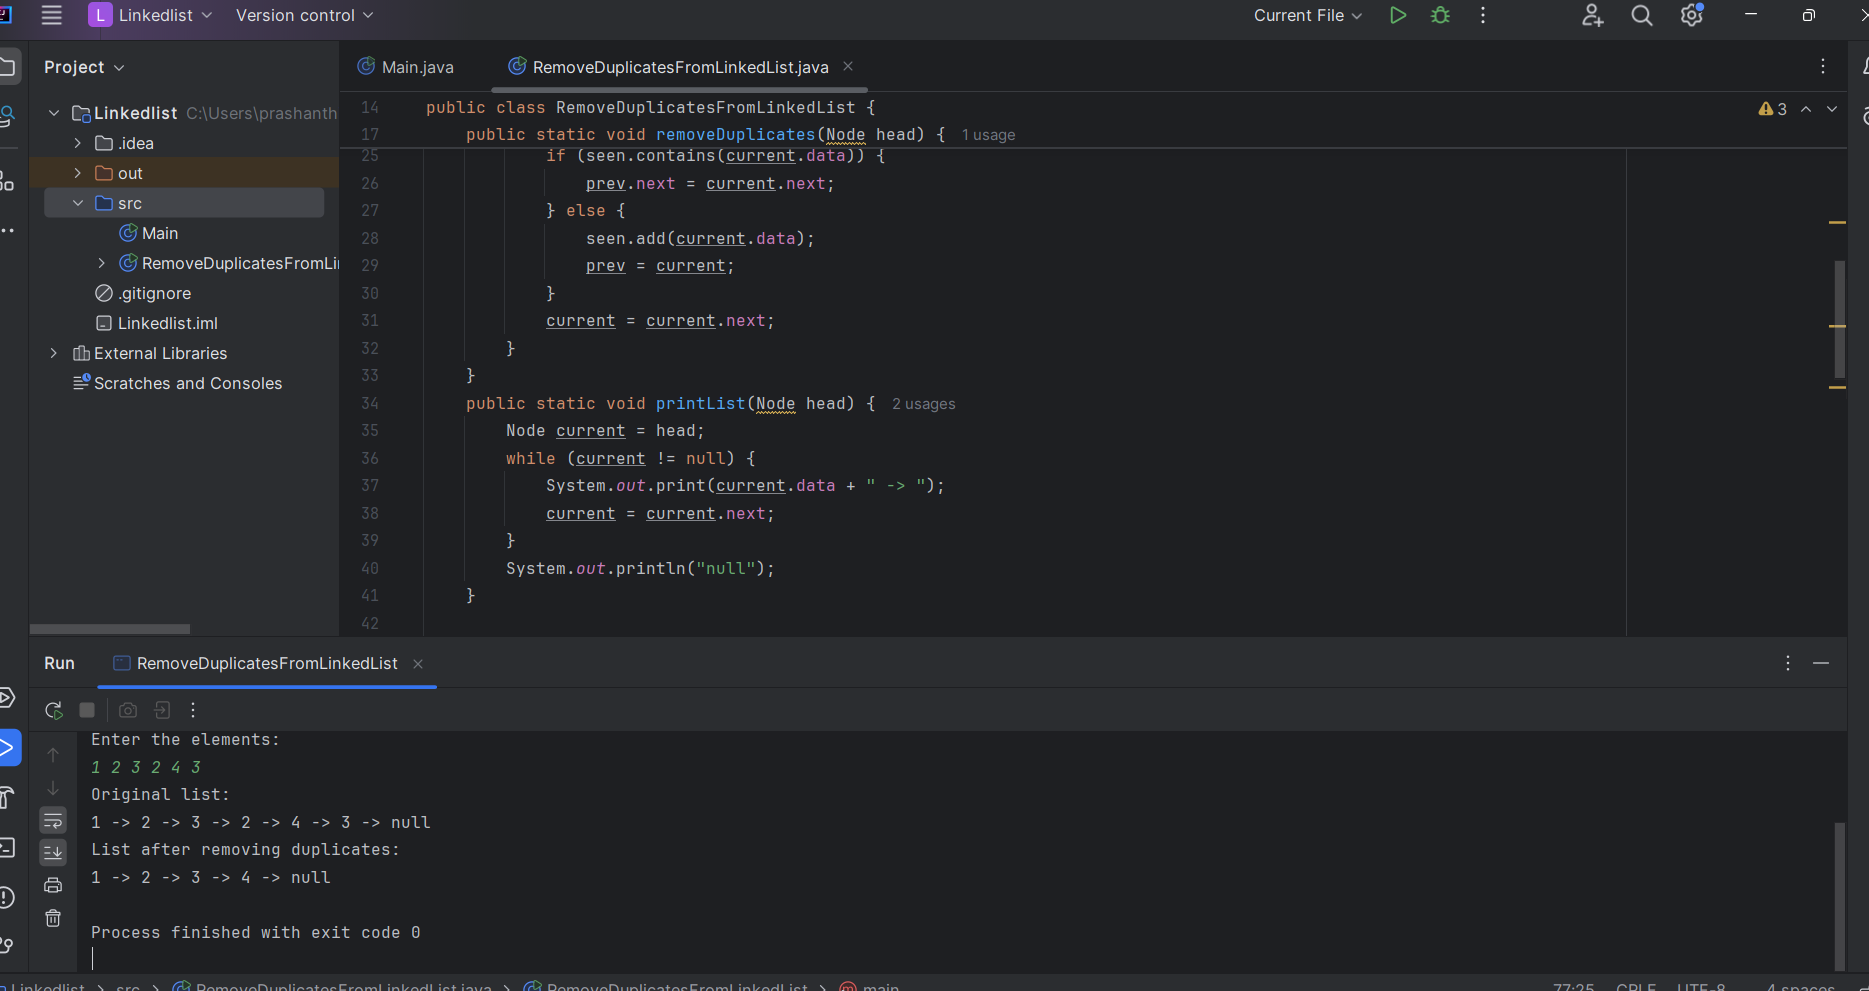 L Linkedlist Version control Current File
Project
Main.java RemoveDuplicatesFromLinkedList.java
Linkedlist C:\Users\prashanth
.idea
out
src
Main
RemoveDuplicatesFromLi
.gitignore
Linkedlist.iml
External Libraries
Scratches and Consoles
14 public class RemoveDuplicatesFromLinkedList { 3
17 public static void removeDuplicates(Node head) { 1 usage
25 if (seen.contains(current.data)) {
26 prev.next = current.next;
27 } else {
28 seen.add(current.data);
29 prev = current;
30 }
31 current = current.next;
32 }
33 }
34 public static void printList(Node head) { 2 usages
35 Node current = head;
36 while (current != null) {
37 System.out.print(current.data + " -> ");
38 current = current.next;
39 }
40 System.out.println("null");
41 }
42
Run RemoveDuplicatesFromLinkedList
Enter the elements:
1 2 3 2 4 3
Original list:
1 -> 2 -> 3 -> 2 -> 4 -> 3 -> null
List after removing duplicates:
1 -> 2 -> 3 -> 4 -> null
Process finished with exit code 0
Linkedlist > src > RemoveDuplicatesFromLinkedList.java > RemoveDuplicatesFromLinkedList > main 77:25 CRLF UTF-8 4 spaces